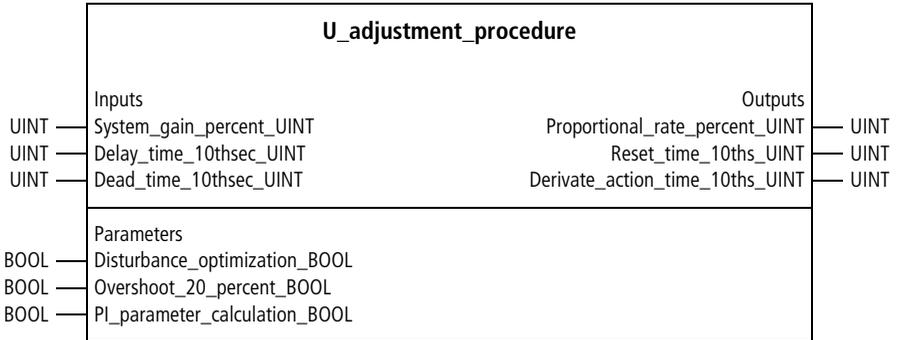 U_adjustment_procedure
Inputs Outputs
UINT System_gain_percent_UINT Proportional_rate_percent_UINT UINT
UINT Delay_time_10thsec_UINT Reset_time_10ths_UINT UINT
UINT Dead_time_10thsec_UINT Derivate_action_time_10ths_UINT UINT
Parameters
BOOL Disturbance_optimization_BOOL
BOOL Overshoot_20_percent_BOOL
BOOL PI_parameter_calculation_BOOL